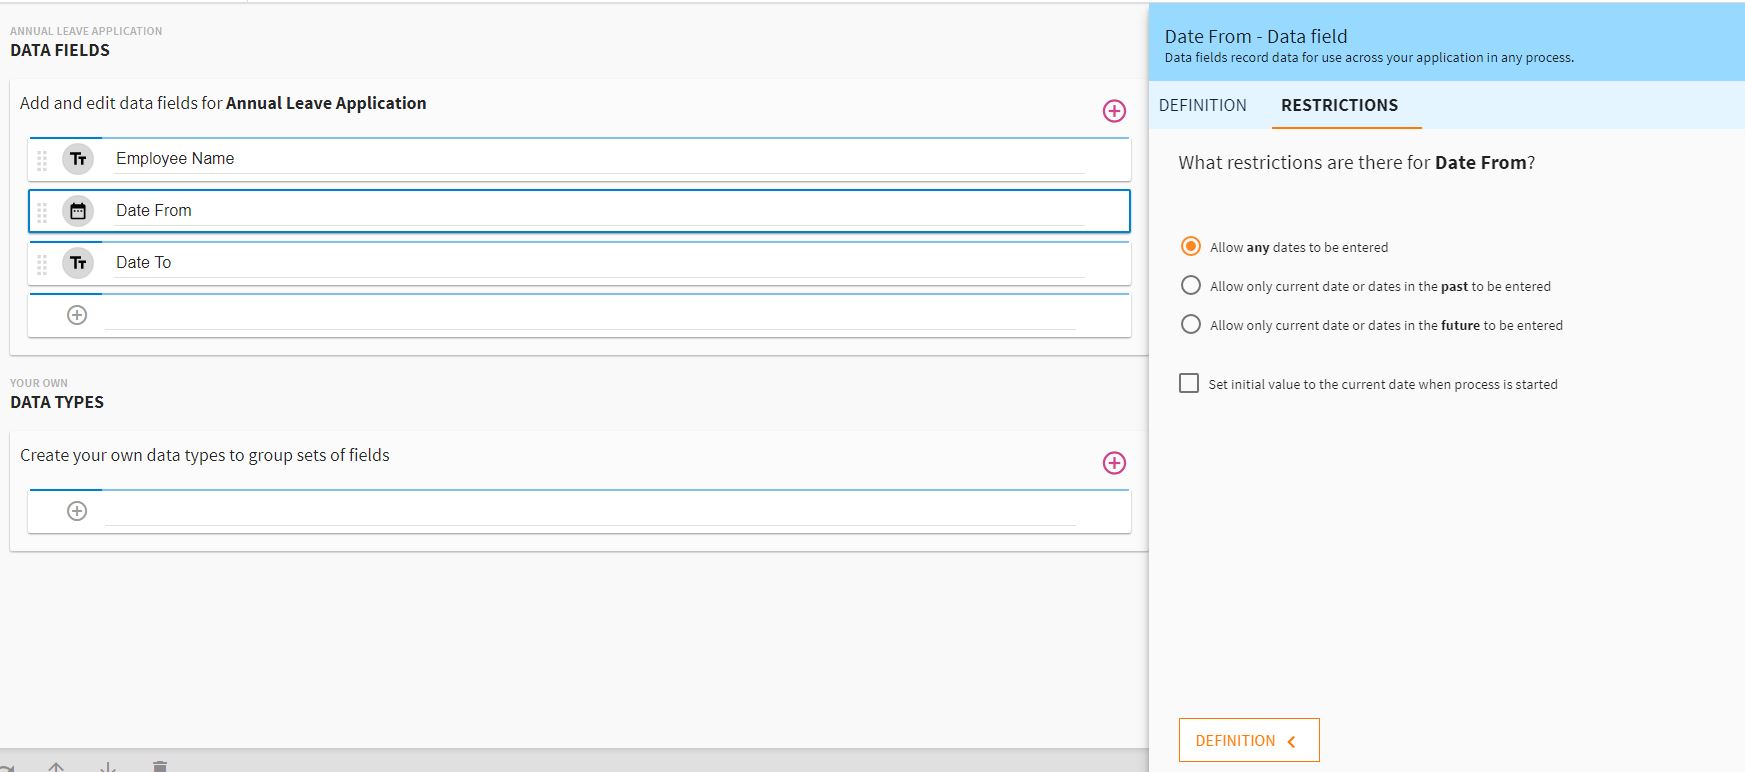 ANNUAL LEAVE APPLICATION
DATA FIELDS
Add and edit data fields for Annual Leave Application
Tт Employee Name
Date From
Tт Date To
YOUR OWN
DATA TYPES
Create your own data types to group sets of fields
Date From - Data field
Data fields record data for use across your application in any process.
DEFINITION RESTRICTIONS
What restrictions are there for Date From?
Allow any dates to be entered
Allow only current date or dates in the past to be entered
Allow only current date or dates in the future to be entered
Set initial value to the current date when process is started
DEFINITION